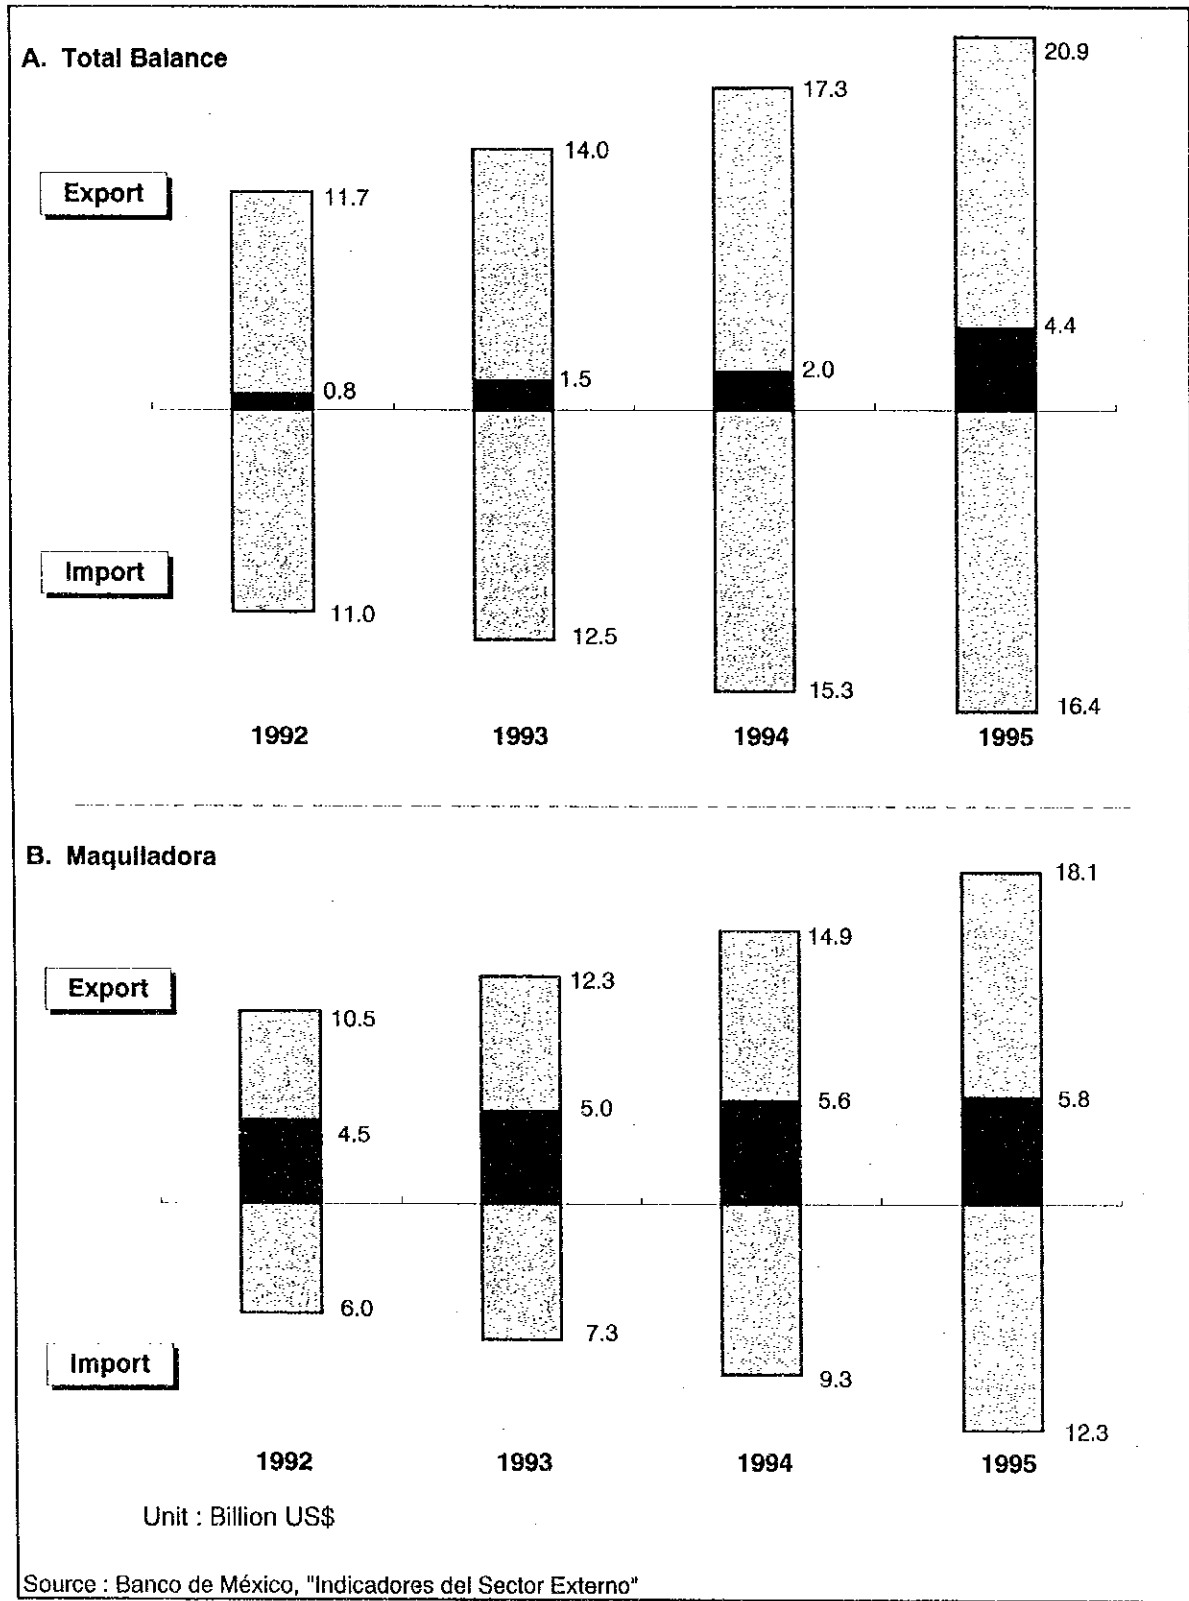 A. Total Balance
20.9
17.3
14.0
Export
11.7
4.4
2.0
1.5
0.8
Import
11.0
12.5
15.3
16.4
1992 1993 1994 1995
B. Maquiladora
18.1
14.9
12.3
Export
10.5
5.8
5.6
5.0
4.5
6.0
7.3
Import
9.3
12.3
1992 1993 1994 1995
Unit : Billion US$
Source : Banco de México, "Indicadores del Sector Externo"